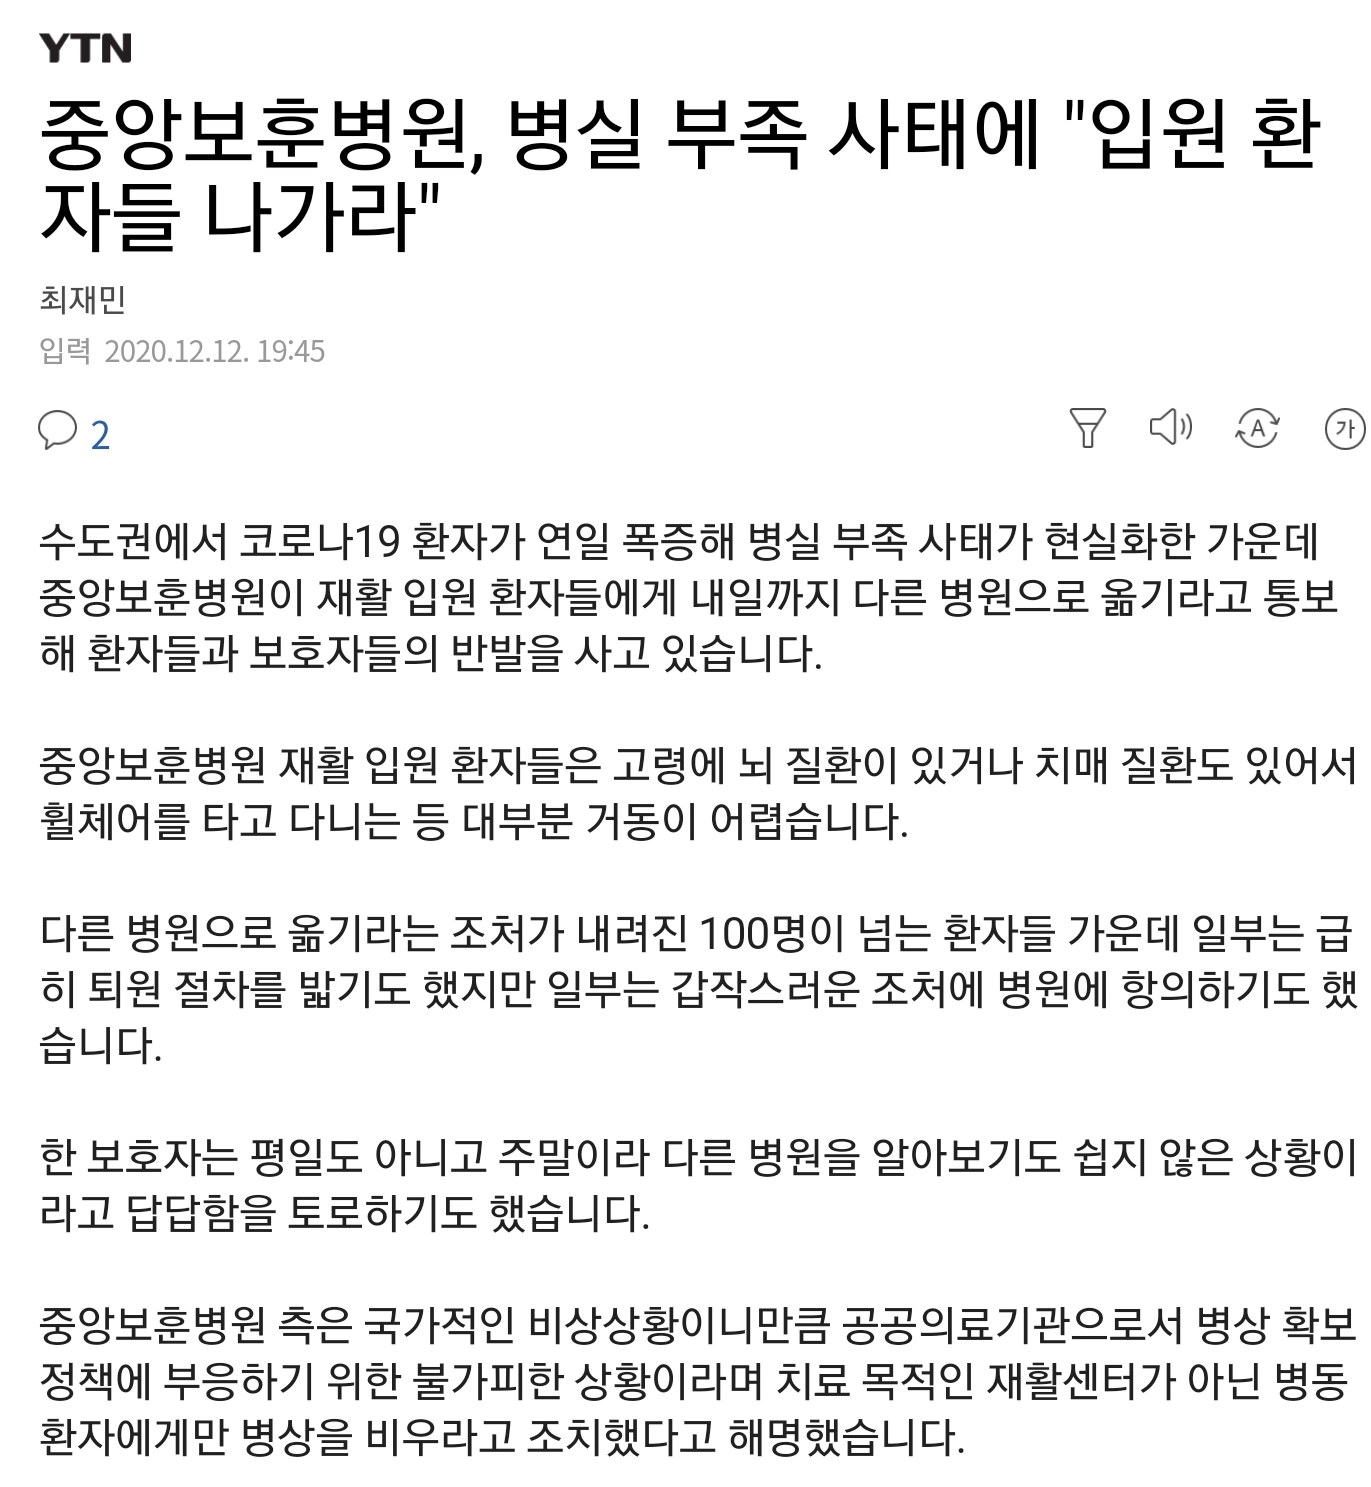 YTN
중앙보훈병원, 병실 부족 사태에 "입원 환
자들 나가라"
최재민
입력 2020.12.12. 19:45
2
A
가
수도권에서 코로나19 환자가 연일 폭증해 병실 부족 사태가 현실화한 가운데
중앙보훈병원이 재활 입원 환자들에게 내일까지 다른 병원으로 옮기라고 통보
해 환자들과 보호자들의 반발을 사고 있습니다.
중앙보훈병원 재활 입원 환자들은 고령에 뇌 질환이 있거나 치매 질환도 있어서
휠체어를 타고 다니는 등 대부분 거동이 어렵습니다.
다른 병원으로 옮기라는 조처가 내려진 100명이 넘는 환자들 가운데 일부는 급
히 퇴원 절차를 밟기도 했지만 일부는 갑작스러운 조처에 병원에 항의하기도 했
습니다.
한 보호자는 평일도 아니고 주말이라 다른 병원을 알아보기도 쉽지 않은 상황이
라고 답답함을 토로하기도 했습니다.
중앙보훈병원 측은 국가적인 비상상황이니만큼 공공의료기관으로서 병상 확보
정책에 부응하기 위한 불가피한 상황이라며 치료 목적인 재활센터가 아닌 병동
환자에게만 병상을 비우라고 조치했다고 해명했습니다.